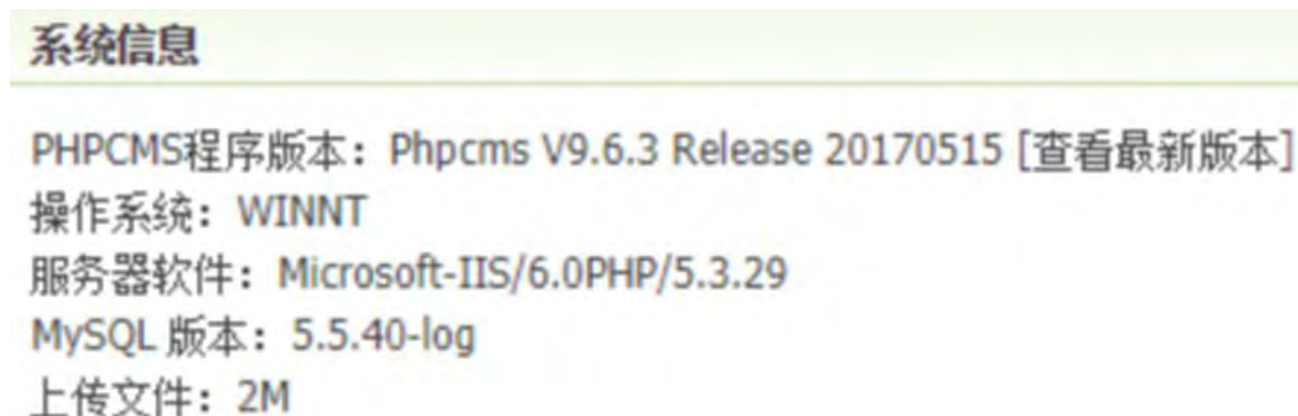 系统信息
PHPCMS程序版本：Phpcms V9.6.3 Release 20170515 [查看最新版本]
操作系统：WINNT
服务器软件：Microsoft-IIS/6.0PHP/5.3.29
MySQL 版本：5.5.40-log
上传文件：2M